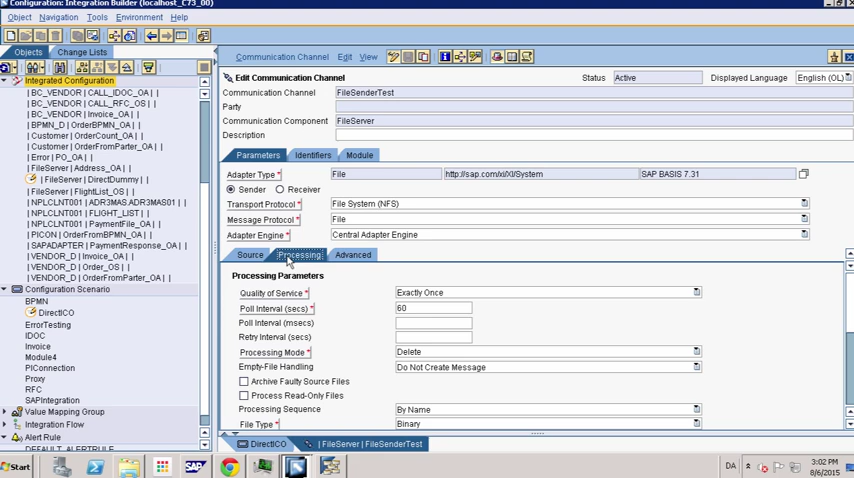 Configuration: Integration Builder (localhost_C73_00)
Object Navigation Tools Environment Help
Objects Change Lists
Integrated Configuration
| BC_VENDOR | CALL_IDOC_OA | |
| BC_VENDOR | CALL_RFC_OS | |
| BC_VENDOR | Invoice_OA | |
| BPMN_D | OrderBPMN_OA | |
| Customer | OrderCount_OA | |
| Customer | OrderFromParter_OA | |
| Error | PO_OA | |
| FileServer | Address_OA | |
| FileServer | DirectDummy | |
| FileServer | FlightList_OS | |
| NPLCLNT001 | ADR3MAS.ADR3MAS01 | |
| NPLCLNT001 | FLIGHT_LIST | |
| NPLCLNT001 | PaymentFile_OA | |
| PICON | OrderFromBPMN_OA | |
| SAPADAPTER | PaymentResponse_OA | |
| VENDOR_D | Invoice_OA | |
| VENDOR_D | Order_OS | |
| VENDOR_D | OrderFromParter_OA | |
Configuration Scenario
BPMN
DirectICO
ErrorTesting
IDOC
Invoice
Module4
PIConnection
Proxy
RFC
SAPIntegration
Value Mapping Group
Integration Flow
Alert Rule
DEFAULT_ALERTRULE
Communication Channel Edit View
Edit Communication Channel Status Active Displayed Language English (OL)
Communication Channel FileSenderTest
Party
Communication Component FileServer
Description
Parameters Identifiers Module
Adapter Type * File http://sap.com/xi/XI/System SAP BASIS 7.31
Sender Receiver
Transport Protocol * File System (NFS)
Message Protocol * File
Adapter Engine * Central Adapter Engine
Source Processing Advanced
Processing Parameters
Quality of Service * Exactly Once
Poll Interval (secs) * 60
Poll Interval (msecs)
Retry Interval (secs)
Processing Mode * Delete
Empty-File Handling Do Not Create Message
Archive Faulty Source Files
Process Read-Only Files
Processing Sequence By Name
File Type * Binary
DirectICO | FileServer | FileSenderTest
Start SAP DA 3:02 PM
8/6/2015